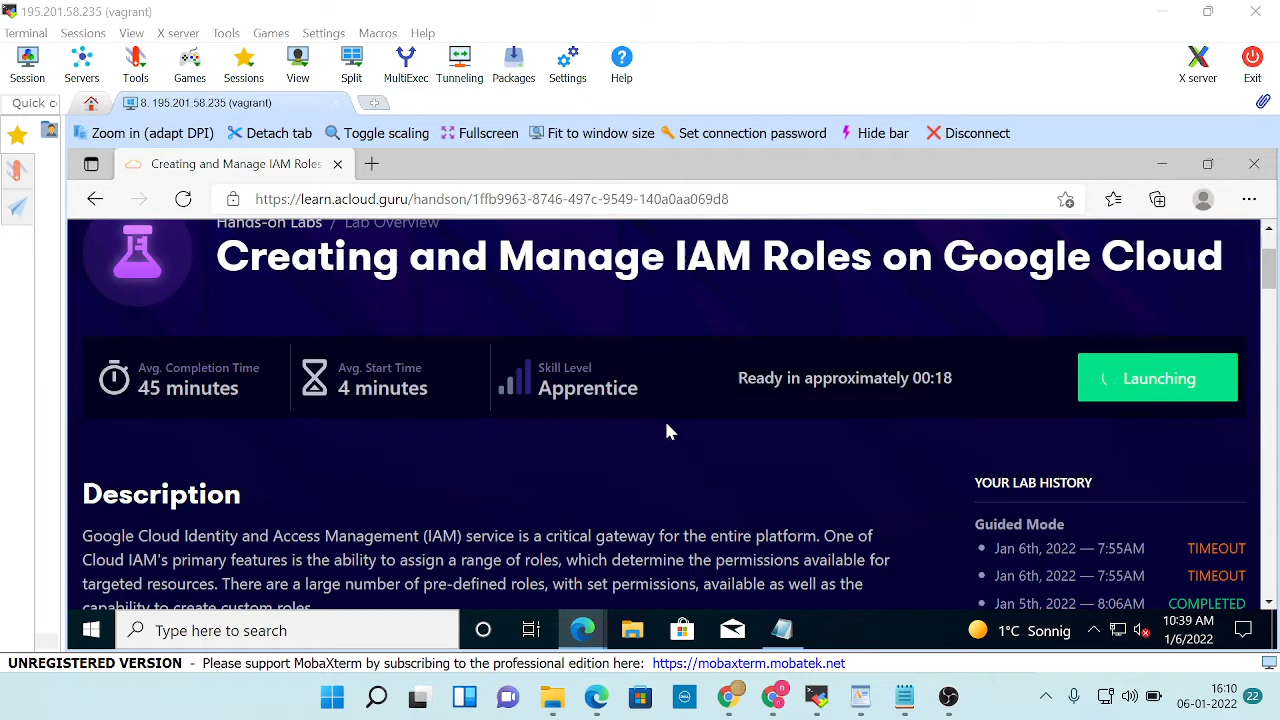 195.201.58.235 (vagrant)
Terminal Sessions View X server Tools Games Settings Macros Help
Session Servers Tools Games Sessions View Split MultiExec Tunneling Packages Settings Help X server Exit
Quick c 8. 195.201.58.235 (vagrant)
Zoom in (adapt DPI) Detach tab Toggle scaling Fullscreen Fit to window size Set connection password Hide bar Disconnect
Creating and Manage IAM Roles
https://learn.acloud.guru/handson/1ffb9963-8746-497c-9549-140a0aa069d8
Hands-on Labs / Lab Overview
Creating and Manage IAM Roles on Google Cloud
Avg. Completion Time
45 minutes
Avg. Start Time
4 minutes
Skill Level
Apprentice
Ready in approximately 00:18
Launching
Description
Google Cloud Identity and Access Management (IAM) service is a critical gateway for the entire platform. One of
Cloud IAM's primary features is the ability to assign a range of roles, which determine the permissions available for
targeted resources. There are a large number of pre-defined roles, with set permissions, available as well as the
capability to create custom roles.
YOUR LAB HISTORY
Guided Mode
Jan 6th, 2022 — 7:55AM TIMEOUT
Jan 6th, 2022 — 7:55AM TIMEOUT
Jan 5th, 2022 — 8:06AM COMPLETED
Type here to search
1°C Sonnig
10:39 AM
1/6/2022
UNREGISTERED VERSION - Please support MobaXterm by subscribing to the professional edition here: https://mobaxterm.mobatek.net
16:10
06-01-2022
22